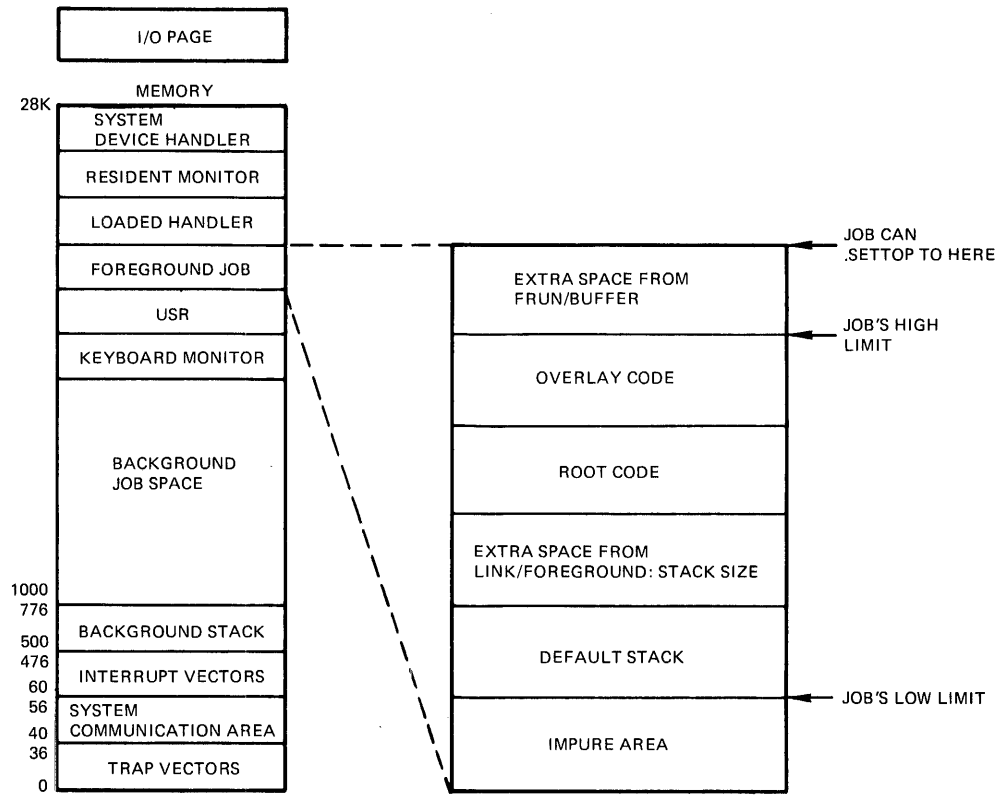 I/O PAGE
MEMORY
28K
SYSTEM
DEVICE HANDLER
RESIDENT MONITOR
LOADED HANDLER
FOREGROUND JOB
USR
KEYBOARD MONITOR
BACKGROUND
JOB SPACE
1000
776
BACKGROUND STACK
500
476
INTERRUPT VECTORS
60
56
SYSTEM
COMMUNICATION AREA
40
36
TRAP VECTORS
0
JOB CAN
.SETTOP TO HERE
EXTRA SPACE FROM
FRUN/BUFFER
JOB'S HIGH
LIMIT
OVERLAY CODE
ROOT CODE
EXTRA SPACE FROM
LINK/FOREGROUND: STACK SIZE
DEFAULT STACK
JOB'S LOW LIMIT
IMPURE AREA